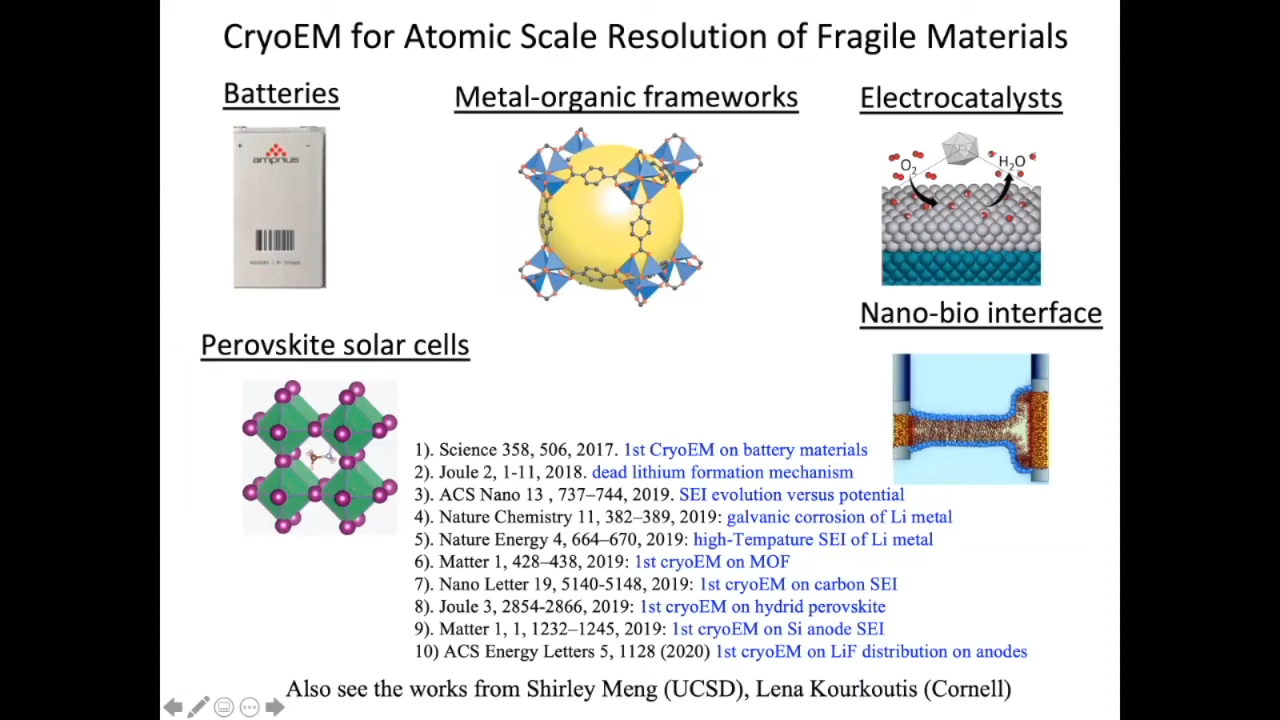 CryoEM for Atomic Scale Resolution of Fragile Materials
Batteries
Metal-organic frameworks
Electrocatalysts
amprius
O2
H2O
Nano-bio interface
Perovskite solar cells
1). Science 358, 506, 2017. 1st CryoEM on battery materials
2). Joule 2, 1-11, 2018. dead lithium formation mechanism
3). ACS Nano 13 , 737–744, 2019. SEI evolution versus potential
4). Nature Chemistry 11, 382–389, 2019: galvanic corrosion of Li metal
5). Nature Energy 4, 664–670, 2019: high-Tempature SEI of Li metal
6). Matter 1, 428–438, 2019: 1st cryoEM on MOF
7). Nano Letter 19, 5140-5148, 2019: 1st cryoEM on carbon SEI
8). Joule 3, 2854-2866, 2019: 1st cryoEM on hydrid perovskite
9). Matter 1, 1, 1232–1245, 2019: 1st cryoEM on Si anode SEI
10) ACS Energy Letters 5, 1128 (2020) 1st cryoEM on LiF distribution on anodes
Also see the works from Shirley Meng (UCSD), Lena Kourkoutis (Cornell)